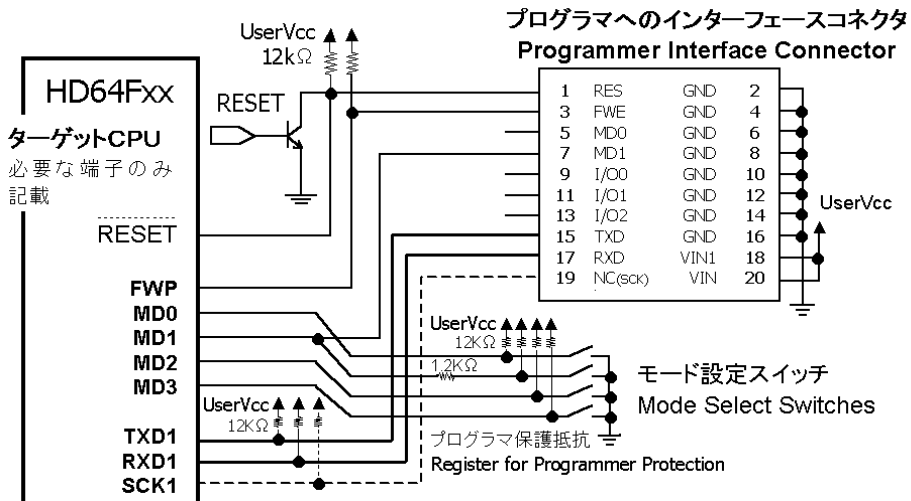 プログラマへのインターフェースコネクタ
Programmer Interface Connector
UserVcc
12kΩ
HD64Fxx
RESET
ターゲットCPU
必要な端子のみ
記載
1 RES GND 2
3 FWE GND 4
5 MD0 GND 6
7 MD1 GND 8
9 I/O0 GND 10
11 I/O1 GND 12
13 I/O2 GND 14
15 TXD GND 16
17 RXD VIN1 18
19 NC(SCK) VIN 20
UserVcc
RESET
FWP
MD0
MD1
MD2
MD3
UserVcc
12KΩ
1.2KΩ
モード設定スイッチ
Mode Select Switches
UserVcc
12KΩ
プログラマ保護抵抗
Register for Programmer Protection
TXD1
RXD1
SCK1